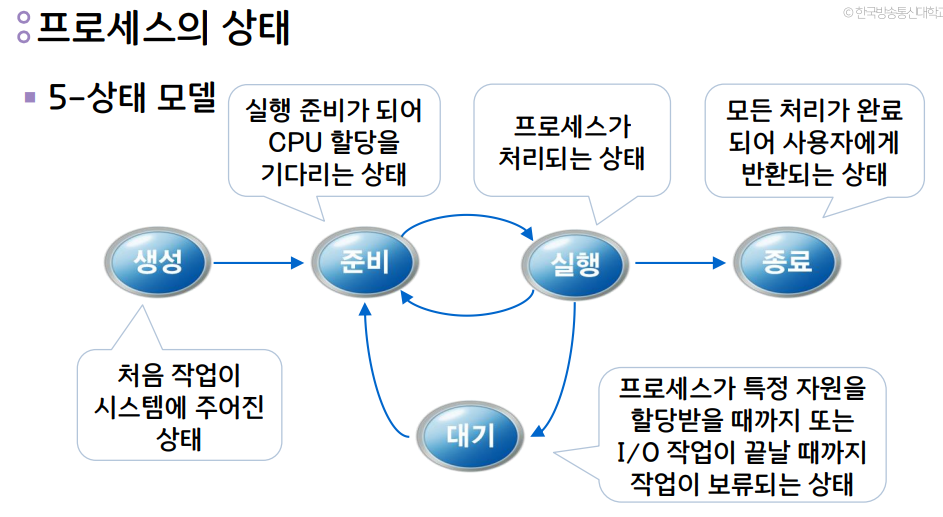 © 한국방송통신대학교
프로세스의 상태
5-상태 모델
실행 준비가 되어
CPU 할당을
기다리는 상태
프로세스가
처리되는 상태
모든 처리가 완료
되어 사용자에게
반환되는 상태
생성
준비
실행
종료
처음 작업이
시스템에 주어진
상태
대기
프로세스가 특정 자원을
할당받을 때까지 또는
I/O 작업이 끝날 때까지
작업이 보류되는 상태